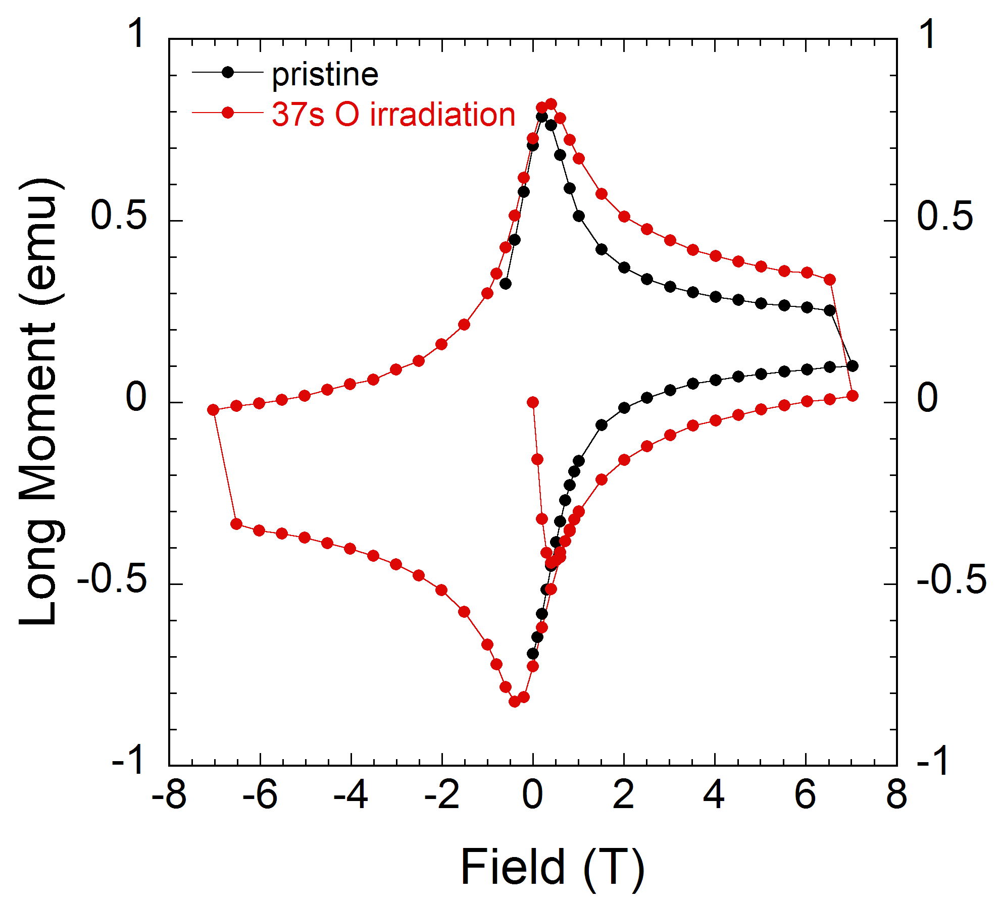 Long Moment (emu)
1
0.5
0
-0.5
-1
pristine
37s O irradiation
1
0.5
0
-0.5
-1
-8 -6 -4 -2 0 2 4 6 8
Field (T)